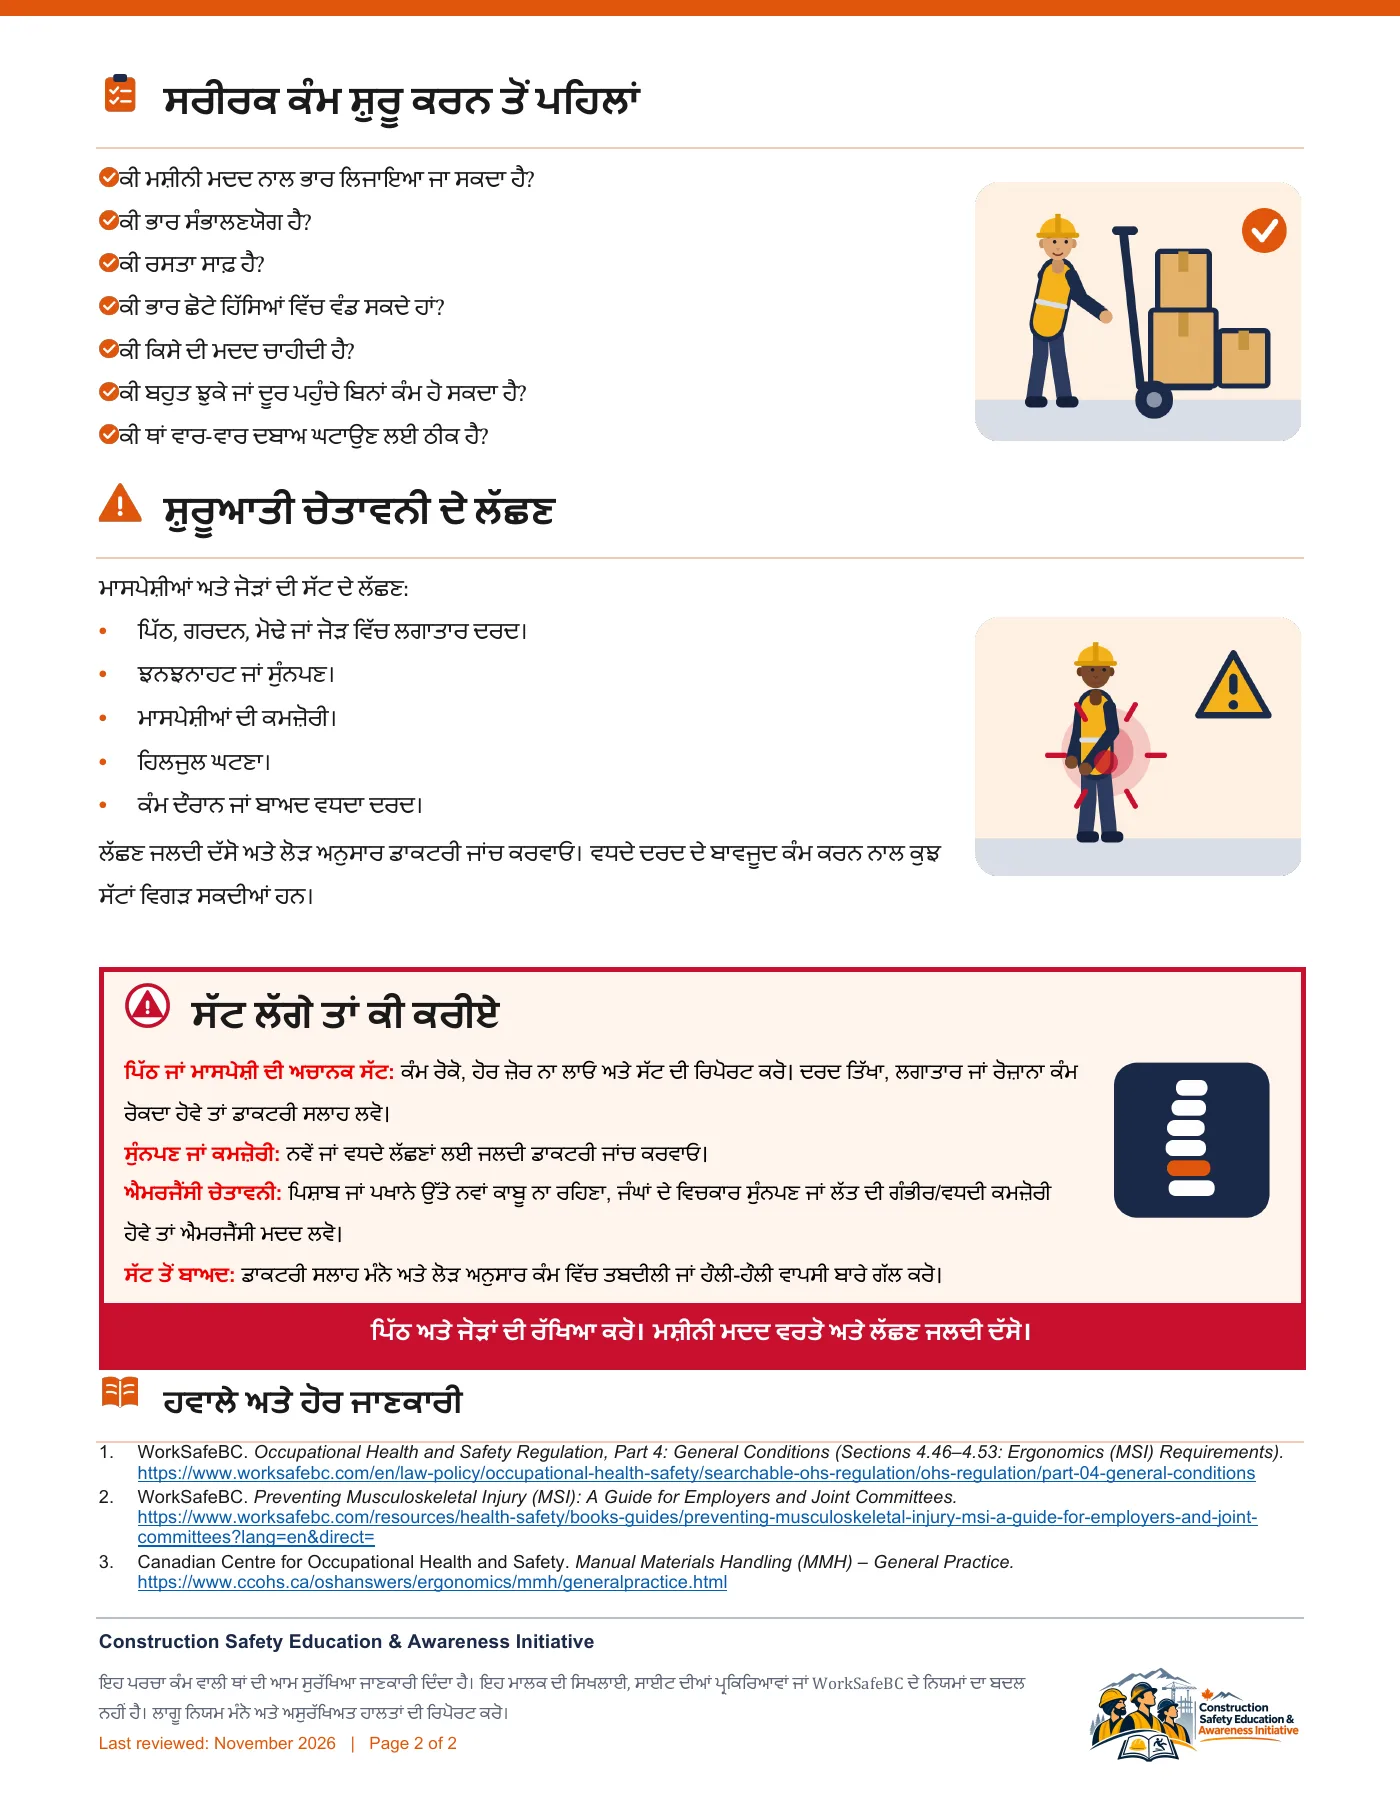 ਸਰੀਰਕ ਕੰਮ ਸ਼ੁਰੂ ਕਰਨ ਤੋਂ ਪਹਿਲਾਂ
ਕੀ ਮਸ਼ੀਨੀ ਮਦਦ ਨਾਲ ਭਾਰ ਲਿਜਾਇਆ ਜਾ ਸਕਦਾ ਹੈ?
ਕੀ ਭਾਰ ਸੰਭਾਲਣਯੋਗ ਹੈ?
ਕੀ ਰਸਤਾ ਸਾਫ਼ ਹੈ?
ਕੀ ਭਾਰ ਛੋਟੇ ਹਿੱਸਿਆਂ ਵਿੱਚ ਵੰਡ ਸਕਦੇ ਹਾਂ?
ਕੀ ਕਿਸੇ ਦੀ ਮਦਦ ਚਾਹੀਦੀ ਹੈ?
ਕੀ ਬਹੁਤ ਝੁਕੇ ਜਾਂ ਦੂਰ ਪਹੁੰਚੇ ਬਿਨਾਂ ਕੰਮ ਹੋ ਸਕਦਾ ਹੈ?
ਕੀ ਥਾਂ ਵਾਰ-ਵਾਰ ਦਬਾਅ ਘਟਾਉਣ ਲਈ ਠੀਕ ਹੈ?
ਸ਼ੁਰੂਆਤੀ ਚੇਤਾਵਨੀ ਦੇ ਲੱਛਣ
ਮਾਸਪੇਸ਼ੀਆਂ ਅਤੇ ਜੋੜਾਂ ਦੀ ਸੱਟ ਦੇ ਲੱਛਣ:
• ਪਿੱਠ, ਗਰਦਨ, ਮੋਢੇ ਜਾਂ ਜੋੜ ਵਿੱਚ ਲਗਾਤਾਰ ਦਰਦ।
• ਝਨਝਨਾਹਟ ਜਾਂ ਸੁੰਨਪਣ।
• ਮਾਸਪੇਸ਼ੀਆਂ ਦੀ ਕਮਜ਼ੋਰੀ।
• ਹਿਲਜੁਲ ਘਟਣਾ।
• ਕੰਮ ਦੌਰਾਨ ਜਾਂ ਬਾਅਦ ਵਧਦਾ ਦਰਦ।
ਲੱਛਣ ਜਲਦੀ ਦੱਸੋ ਅਤੇ ਲੋੜ ਅਨੁਸਾਰ ਡਾਕਟਰੀ ਜਾਂਚ ਕਰਵਾਓ। ਵਧਦੇ ਦਰਦ ਦੇ ਬਾਵਜੂਦ ਕੰਮ ਕਰਨ ਨਾਲ ਕੁਝ
ਸੱਟਾਂ ਵਿਗੜ ਸਕਦੀਆਂ ਹਨ।
ਸੱਟ ਲੱਗੇ ਤਾਂ ਕੀ ਕਰੀਏ
ਪਿੱਠ ਜਾਂ ਮਾਸਪੇਸ਼ੀ ਦੀ ਅਚਾਨਕ ਸੱਟ: ਕੰਮ ਰੋਕੋ, ਹੋਰ ਜ਼ੋਰ ਨਾ ਲਾਓ ਅਤੇ ਸੱਟ ਦੀ ਰਿਪੋਰਟ ਕਰੋ। ਦਰਦ ਤਿੱਖਾ, ਲਗਾਤਾਰ ਜਾਂ ਰੋਜ਼ਾਨਾ ਕੰਮ
ਰੋਕਦਾ ਹੋਵੇ ਤਾਂ ਡਾਕਟਰੀ ਸਲਾਹ ਲਵੋ।
ਸੁੰਨਪਣ ਜਾਂ ਕਮਜ਼ੋਰੀ: ਨਵੇਂ ਜਾਂ ਵਧਦੇ ਲੱਛਣਾਂ ਲਈ ਜਲਦੀ ਡਾਕਟਰੀ ਜਾਂਚ ਕਰਵਾਓ।
ਐਮਰਜੈਂਸੀ ਚੇਤਾਵਨੀ: ਪਿਸ਼ਾਬ ਜਾਂ ਪਖਾਨੇ ਉੱਤੇ ਨਵਾਂ ਕਾਬੂ ਨਾ ਰਹਿਣਾ, ਜੰਘਾਂ ਦੇ ਵਿਚਕਾਰ ਸੁੰਨਪਣ ਜਾਂ ਲੱਤ ਦੀ ਗੰਭੀਰ/ਵਧਦੀ ਕਮਜ਼ੋਰੀ
ਹੋਵੇ ਤਾਂ ਐਮਰਜੈਂਸੀ ਮਦਦ ਲਵੋ।
ਸੱਟ ਤੋਂ ਬਾਅਦ: ਡਾਕਟਰੀ ਸਲਾਹ ਮੰਨੋ ਅਤੇ ਲੋੜ ਅਨੁਸਾਰ ਕੰਮ ਵਿੱਚ ਤਬਦੀਲੀ ਜਾਂ ਹੌਲੀ-ਹੌਲੀ ਵਾਪਸੀ ਬਾਰੇ ਗੱਲ ਕਰੋ।
ਪਿੱਠ ਅਤੇ ਜੋੜਾਂ ਦੀ ਰੱਖਿਆ ਕਰੋ। ਮਸ਼ੀਨੀ ਮਦਦ ਵਰਤੋ ਅਤੇ ਲੱਛਣ ਜਲਦੀ ਦੱਸੋ।
ਹਵਾਲੇ ਅਤੇ ਹੋਰ ਜਾਣਕਾਰੀ
1. WorkSafeBC. Occupational Health and Safety Regulation, Part 4: General Conditions (Sections 4.46–4.53: Ergonomics (MSI) Requirements).
https://www.worksafebc.com/en/law-policy/occupational-health-safety/searchable-ohs-regulation/ohs-regulation/part-04-general-conditions
2. WorkSafeBC. Preventing Musculoskeletal Injury (MSI): A Guide for Employers and Joint Committees.
https://www.worksafebc.com/resources/health-safety/books-guides/preventing-musculoskeletal-injury-msi-a-guide-for-employers-and-joint-
committees?lang=en&direct=
3. Canadian Centre for Occupational Health and Safety. Manual Materials Handling (MMH) – General Practice.
https://www.ccohs.ca/oshanswers/ergonomics/mmh/generalpractice.html
Construction Safety Education & Awareness Initiative
ਇਹ ਪਰਚਾ ਕੰਮ ਵਾਲੀ ਥਾਂ ਦੀ ਆਮ ਸੁਰੱਖਿਆ ਜਾਣਕਾਰੀ ਦਿੰਦਾ ਹੈ। ਇਹ ਮਾਲਕ ਦੀ ਸਿਖਲਾਈ, ਸਾਈਟ ਦੀਆਂ ਪ੍ਰਕਿਰਿਆਵਾਂ ਜਾਂ WorkSafeBC ਦੇ ਨਿਯਮਾਂ ਦਾ ਬਦਲ
ਨਹੀਂ ਹੈ। ਲਾਗੂ ਨਿਯਮ ਮੰਨੋ ਅਤੇ ਅਸੁਰੱਖਿਅਤ ਹਾਲਤਾਂ ਦੀ ਰਿਪੋਰਟ ਕਰੋ।
Last reviewed: November 2026 | Page 2 of 2
Construction
Safety Education &
Awareness Initiative